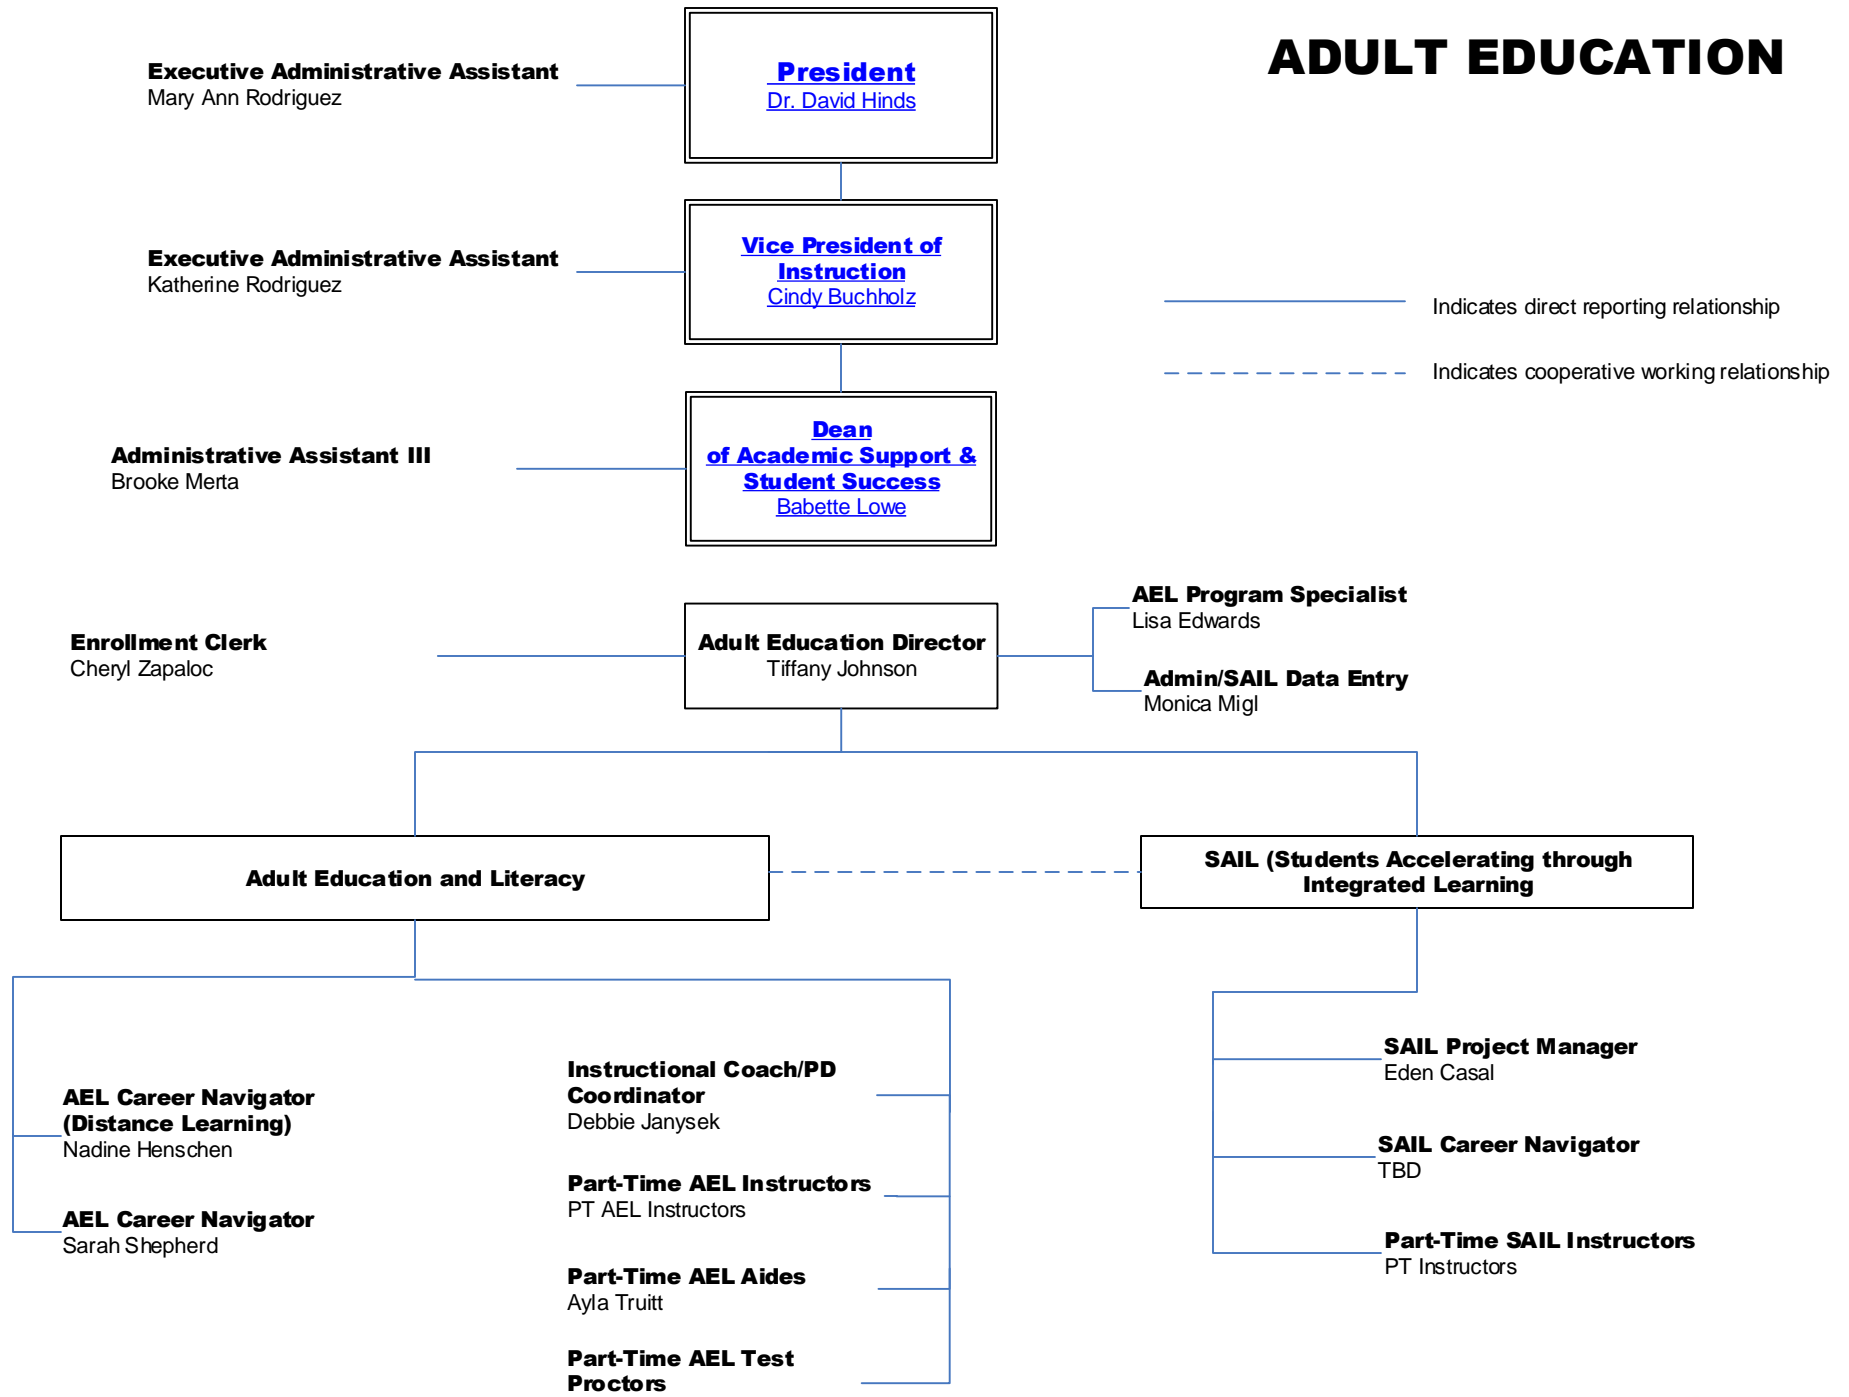 ADULT EDUCATION
Executive Administrative Assistant
Mary Ann Rodriguez
President
Dr. David Hinds
Executive Administrative Assistant
Katherine Rodriguez
Vice President of
Instruction
Cindy Buchholz
Indicates direct reporting relationship
Indicates cooperative working relationship
Administrative Assistant III
Brooke Merta
Dean
of Academic Support &
Student Success
Babette Lowe
Enrollment Clerk
Cheryl Zapaloc
Adult Education Director
Tiffany Johnson
AEL Program Specialist
Lisa Edwards
Admin/SAIL Data Entry
Monica Migl
Adult Education and Literacy
SAIL (Students Accelerating through
Integrated Learning
AEL Career Navigator
(Distance Learning)
Nadine Henschen
AEL Career Navigator
Sarah Shepherd
Instructional Coach/PD
Coordinator
Debbie Janysek
Part-Time AEL Instructors
PT AEL Instructors
Part-Time AEL Aides
Ayla Truitt
Part-Time AEL Test
Proctors
SAIL Project Manager
Eden Casal
SAIL Career Navigator
TBD
Part-Time SAIL Instructors
PT Instructors